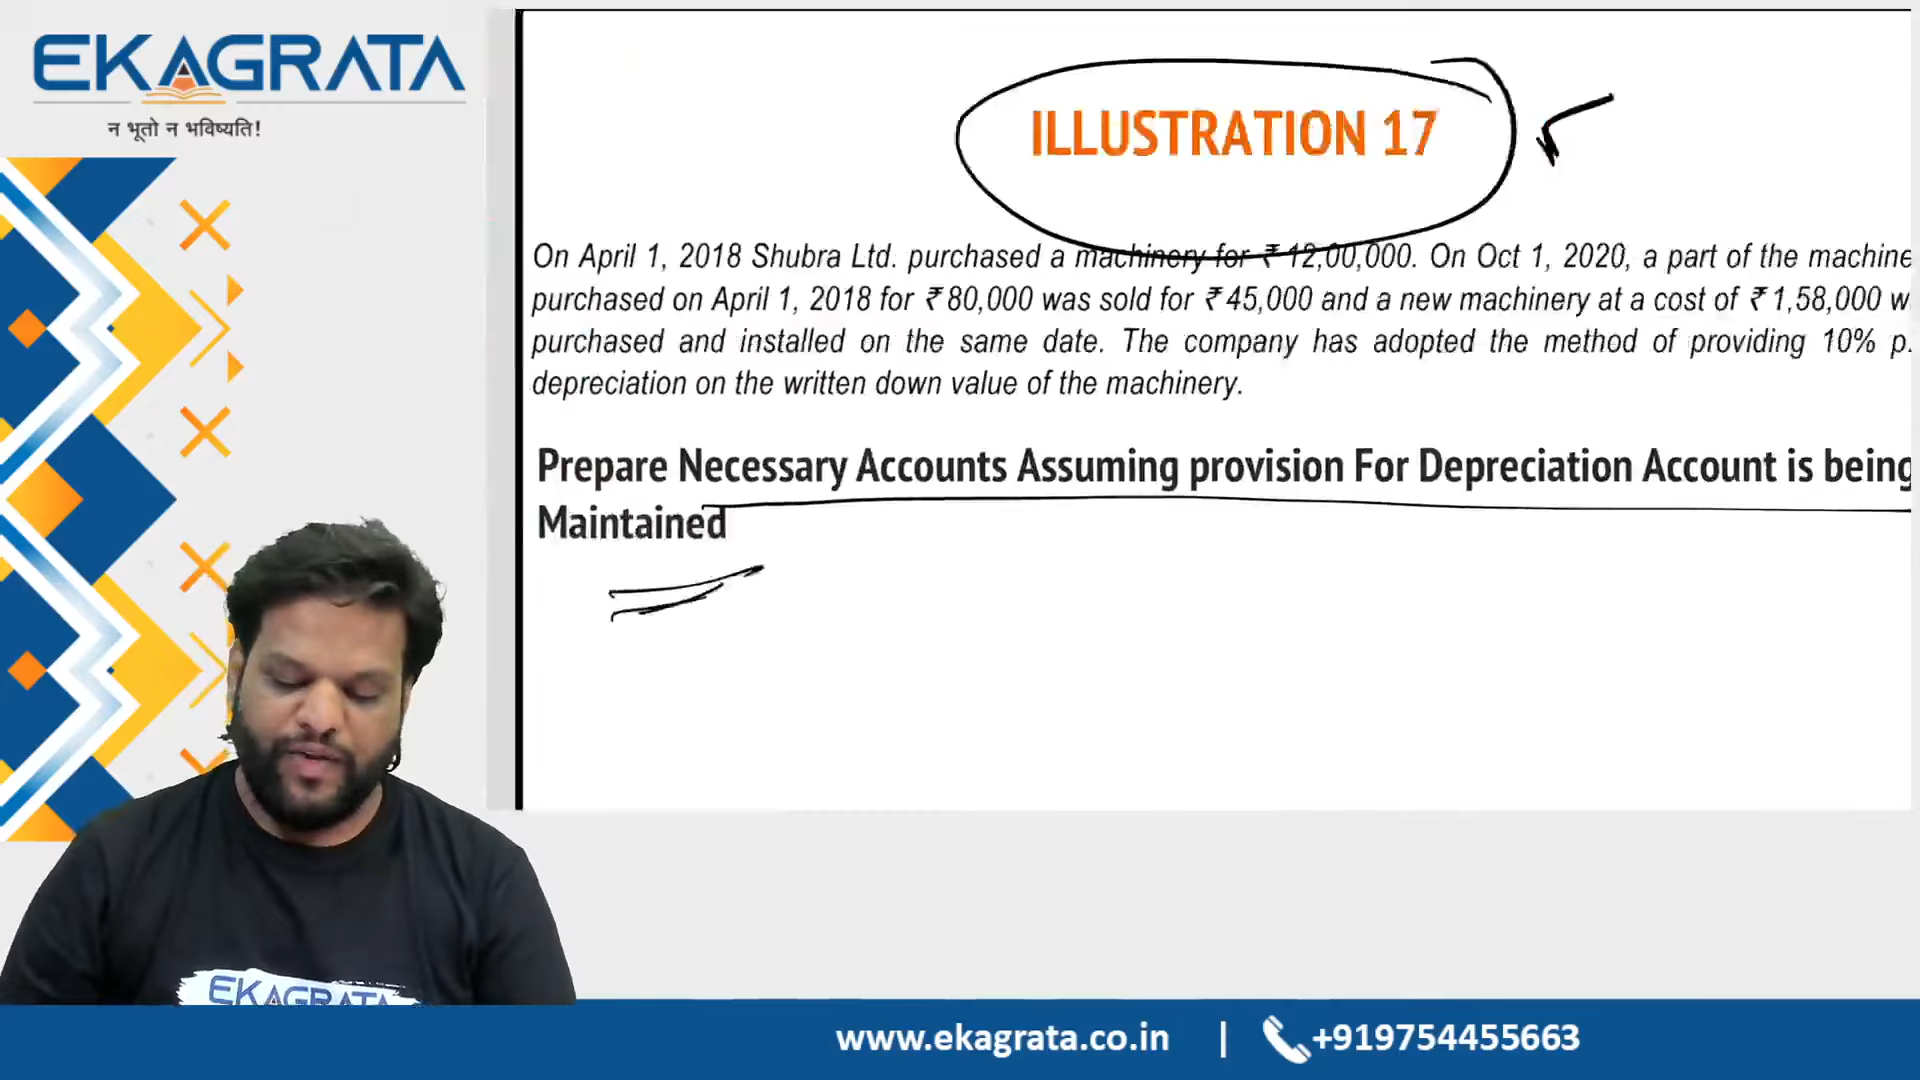 EKAGRATA
न भूतो न भविष्यति!
ILLUSTRATION 17
On April 1, 2018 Shubra Ltd. purchased a machinery for ₹ 12,00,000. On Oct 1, 2020, a part of the machine
purchased on April 1, 2018 for ₹ 80,000 was sold for ₹ 45,000 and a new machinery at a cost of ₹ 1,58,000 w
purchased and installed on the same date. The company has adopted the method of providing 10% p.
depreciation on the written down value of the machinery.
Prepare Necessary Accounts Assuming provision For Depreciation Account is being
Maintained
EKAGRATA
www.ekagrata.co.in | +919754455663